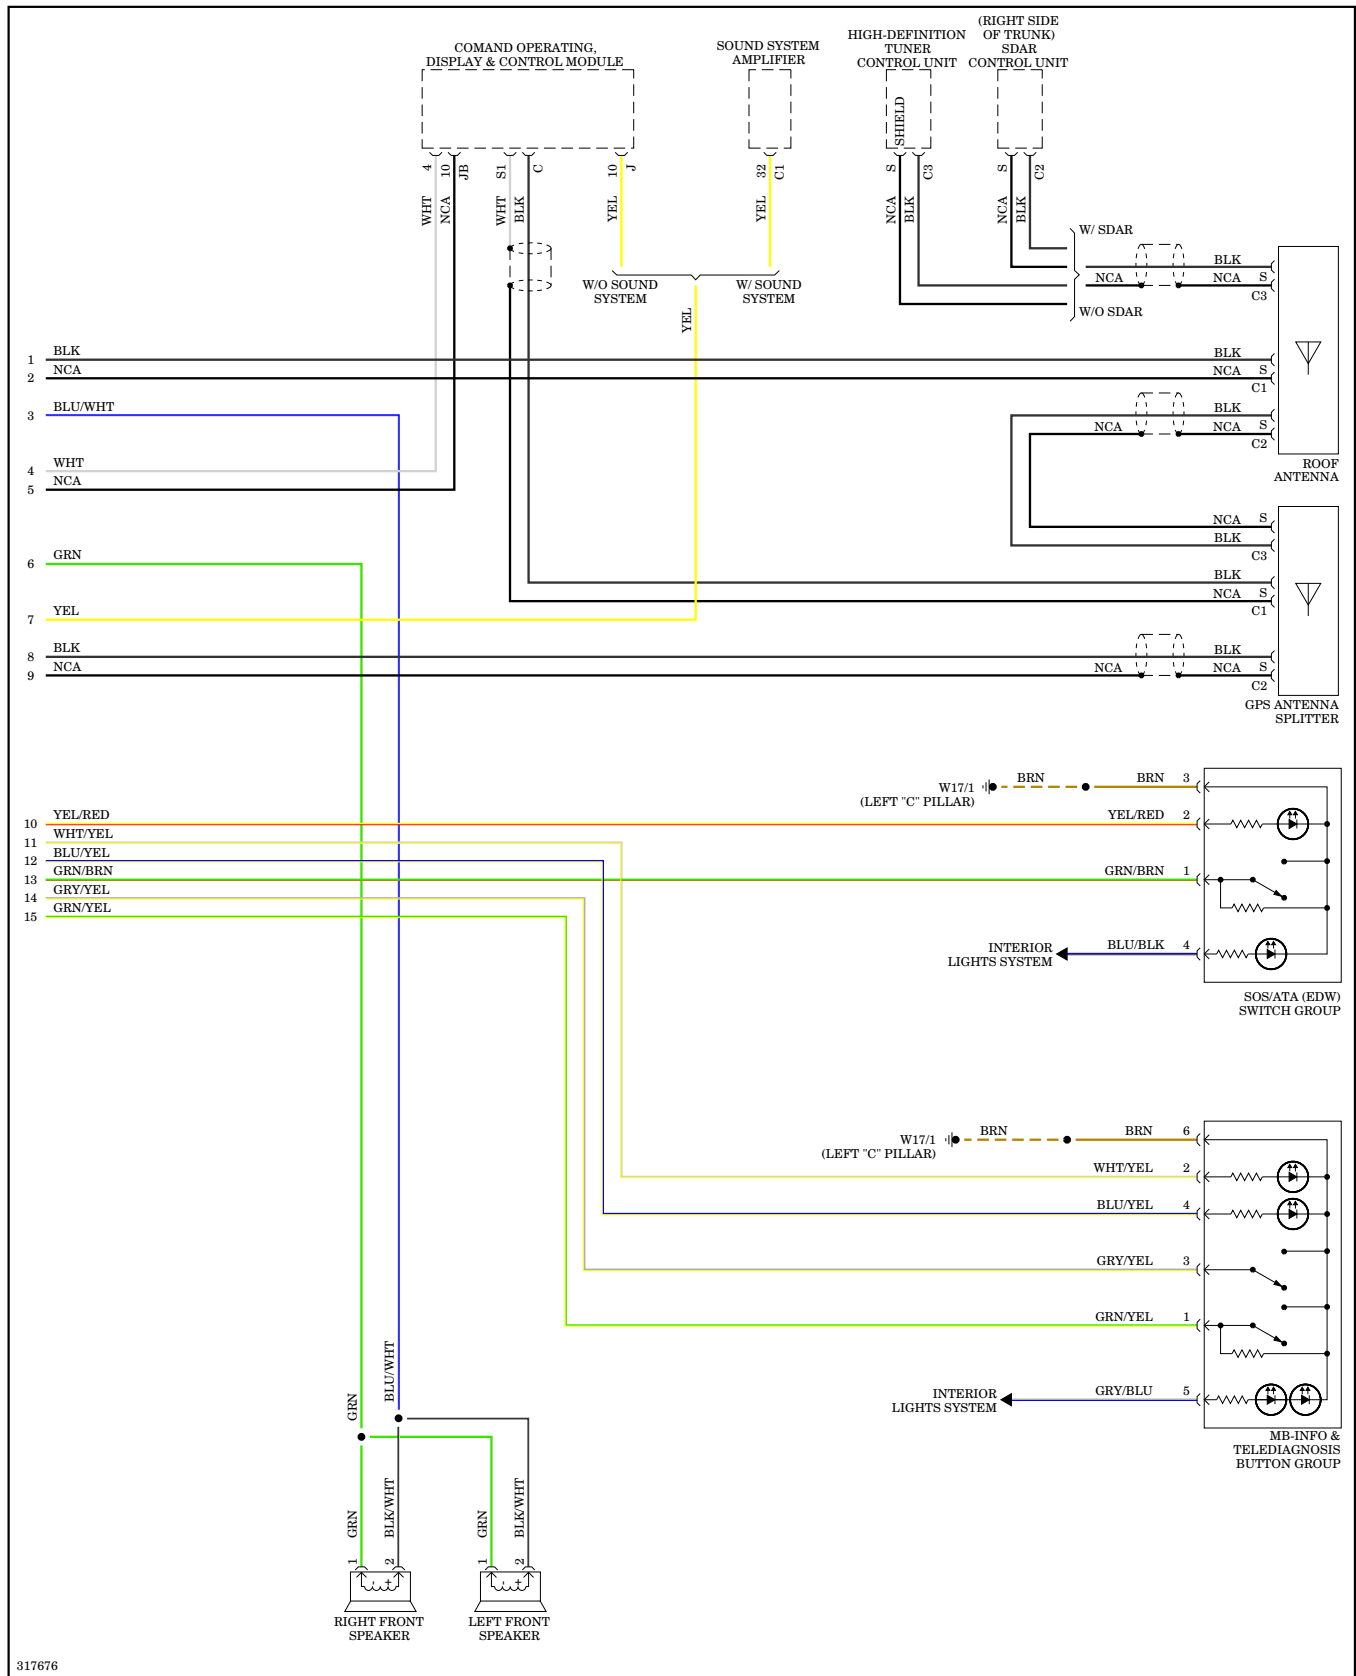 (RIGHT SIDE
OF TRUNK)
SDAR
CONTROL UNIT
HIGH-DEFINITION
TUNER
CONTROL UNIT
SOUND SYSTEM
AMPLIFIER
COMAND OPERATING,
DISPLAY & CONTROL MODULE
SHIELD
4
10
JB
S1
C
10
J
32
C1
S
C3
S
C2
WHT
NCA
WHT
BLK
YEL
YEL
NCA
BLK
NCA
BLK
W/ SDAR
W/O SDAR
BLK
NCA
NCA S
C3
W/O SOUND
SYSTEM
W/ SOUND
SYSTEM
YEL
1 BLK
BLK
2 NCA
NCA S
C1
3 BLU/WHT
BLK
NCA
NCA S
C2
4 WHT
5 NCA
ROOF
ANTENNA
NCA S
BLK
C3
6 GRN
BLK
NCA S
C1
7 YEL
8 BLK
BLK
9 NCA
NCA
NCA S
C2
GPS ANTENNA
SPLITTER
W17/1
(LEFT "C" PILLAR)
BRN
BRN 3
10 YEL/RED
YEL/RED 2
11 WHT/YEL
12 BLU/YEL
13 GRN/BRN
GRN/BRN 1
14 GRY/YEL
15 GRN/YEL
INTERIOR
LIGHTS SYSTEM
BLU/BLK 4
SOS/ATA (EDW)
SWITCH GROUP
W17/1
(LEFT "C" PILLAR)
BRN
BRN 6
WHT/YEL 2
BLU/YEL 4
GRY/YEL 3
GRN/YEL 1
INTERIOR
LIGHTS SYSTEM
GRY/BLU 5
MB-INFO &
TELEDIAGNOSIS
BUTTON GROUP
GRN
BLU/WHT
GRN
BLK/WHT
GRN
BLK/WHT
1
2
1
2
- +
- +
RIGHT FRONT
SPEAKER
LEFT FRONT
SPEAKER
317676